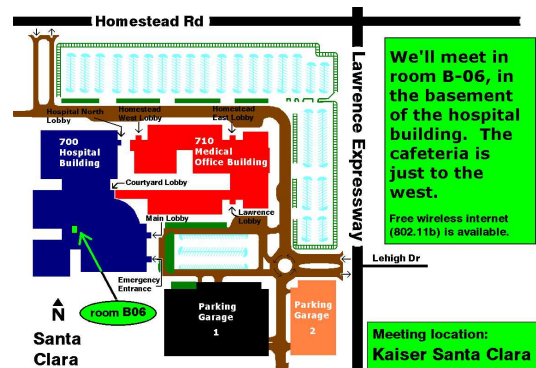 Homestead Rd
Lawrence Expressway
We'll meet in
room B-06, in
the basement
of the hospital
building. The
cafeteria is
just to the
west.
Free wireless internet
(802.11b) is available.
Hospital North
Lobby
Homestead
West Lobby
Homestead
East Lobby
700
Hospital
Building
710
Medical
Office Building
Courtyard Lobby
Main Lobby
Lawrence
Lobby
Emergency
Entrance
Lehigh Dr
N
room B06
Parking
Garage
1
Parking
Garage
2
Santa
Clara
Meeting location:
Kaiser Santa Clara